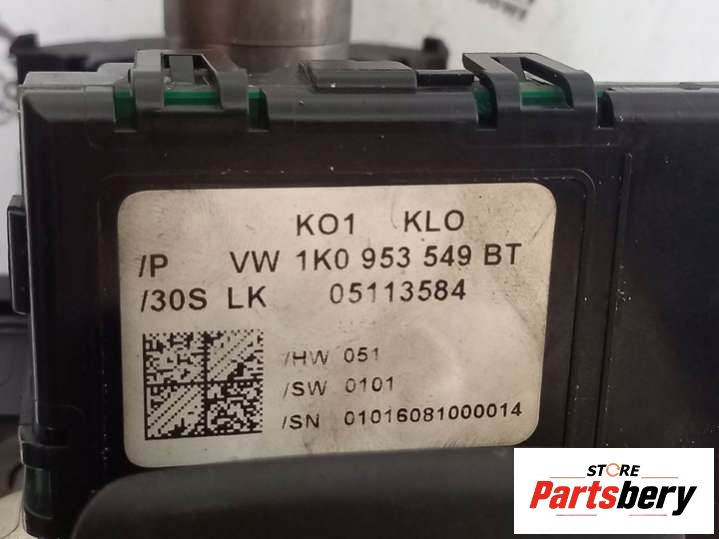 KO1 KLO
/P VW 1K0 953 549 BT
/30S LK 05113584
/HW 051
/SW 0101
/SN 01016081000014
STORE
Partsbery